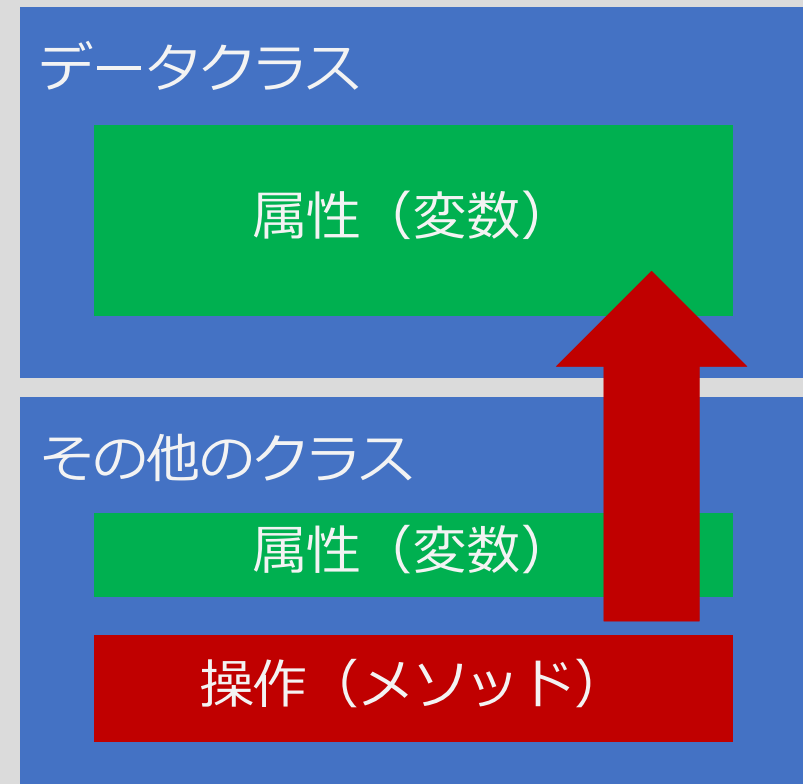 データクラス
属性（変数）
その他のクラス
属性（変数）
操作（メソッド）